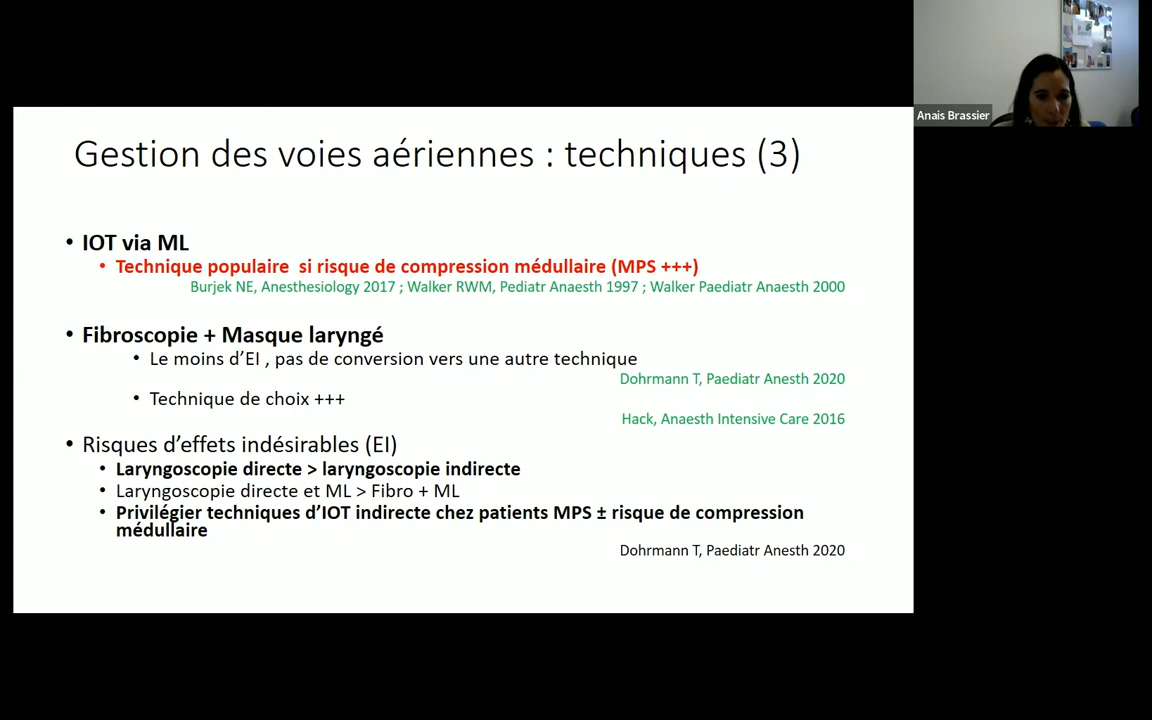 Anais Brassier
Gestion des voies aériennes : techniques (3)
• IOT via ML
• Technique populaire si risque de compression médullaire (MPS +++)
Burjek NE, Anesthesiology 2017 ; Walker RWM, Pediatr Anaesth 1997 ; Walker Paediatr Anaesth 2000
• Fibroscopie + Masque laryngé
• Le moins d’EI , pas de conversion vers une autre technique
Dohrmann T, Paediatr Anesth 2020
• Technique de choix +++
Hack, Anaesth Intensive Care 2016
• Risques d’effets indésirables (EI)
• Laryngoscopie directe > laryngoscopie indirecte
• Laryngoscopie directe et ML > Fibro + ML
• Privilégier techniques d’IOT indirecte chez patients MPS ± risque de compression
médullaire
Dohrmann T, Paediatr Anesth 2020